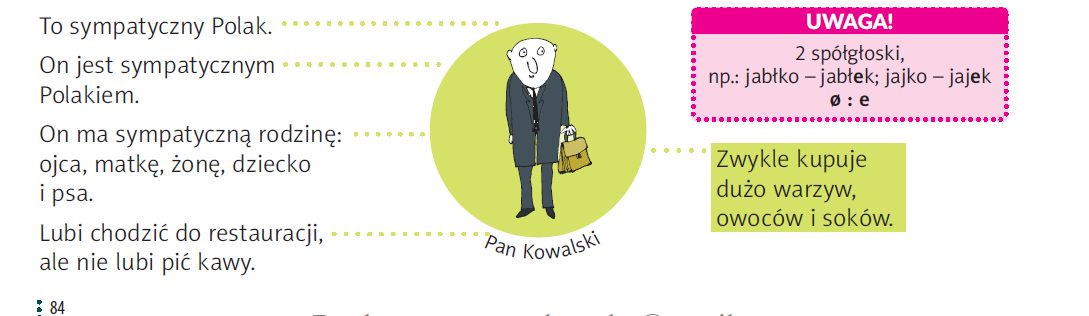 To sympatyczny Polak.
On jest sympatycznym
Polakiem.
On ma sympatyczną rodzinę:
ojca, matkę, żonę, dziecko
i psa.
Lubi chodzić do restauracji,
ale nie lubi pić kawy.
Pan Kowalski
UWAGA!
2 spółgłoski,
np.: jabłko – jabłek; jajko – jajek
ø : e
Zwykle kupuje
dużo warzyw,
owoców i soków.
84